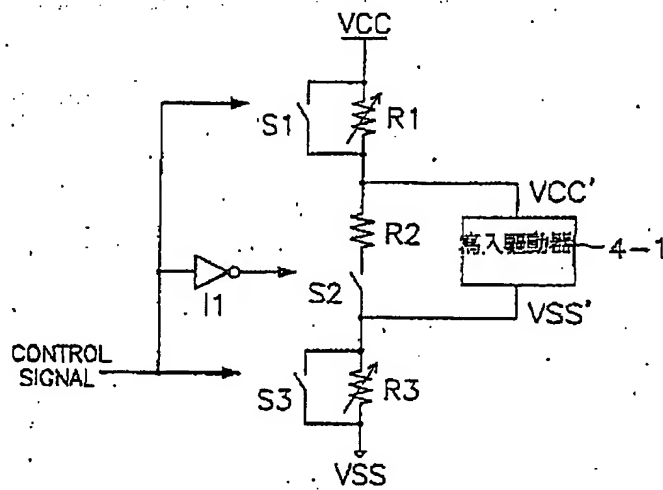 VCC
S1
R1
VCC'
R2
寫入驅動器
4-1
I1
S2
VSS'
CONTROL
SIGNAL
S3
R3
VSS